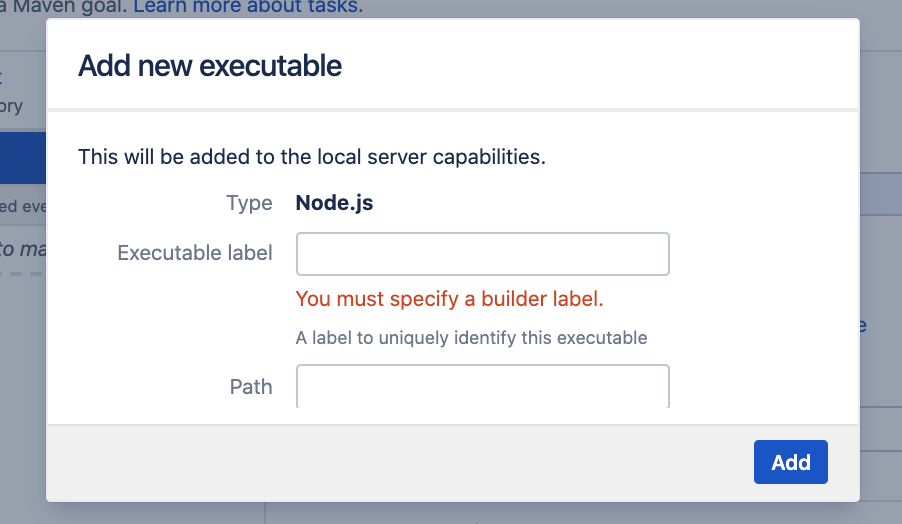 a Maven goal. Learn more about tasks.
Add new executable
ory
This will be added to the local server capabilities.
Type Node.js
ed eve
Executable label
to ma
You must specify a builder label.
e
A label to uniquely identify this executable
Path
Add